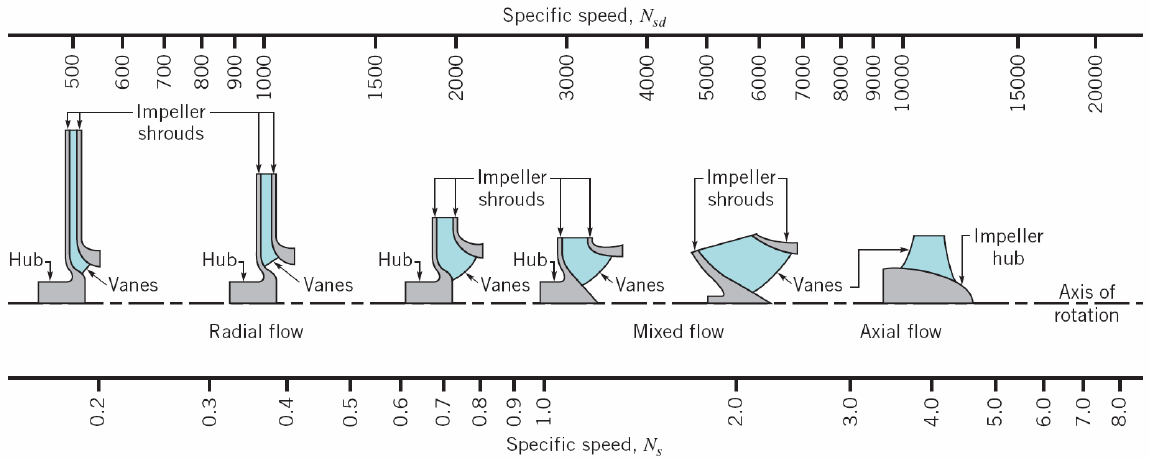 Specific speed, Nsd
500 600 700 800 900 1000 1500 2000 3000 4000 5000 6000 7000 8000 9000 10000 15000 20000
Impeller
shrouds
Impeller
shrouds
Impeller
shrouds
Impeller
hub
Hub
Vanes
Hub
Vanes
Hub
Vanes
Hub
Vanes
Vanes
Axis of
rotation
Radial flow
Mixed flow
Axial flow
0.2 0.3 0.4 0.5 0.6 0.7 0.8 0.9 1.0 2.0 3.0 4.0 5.0 6.0 7.0 8.0
Specific speed, Ns